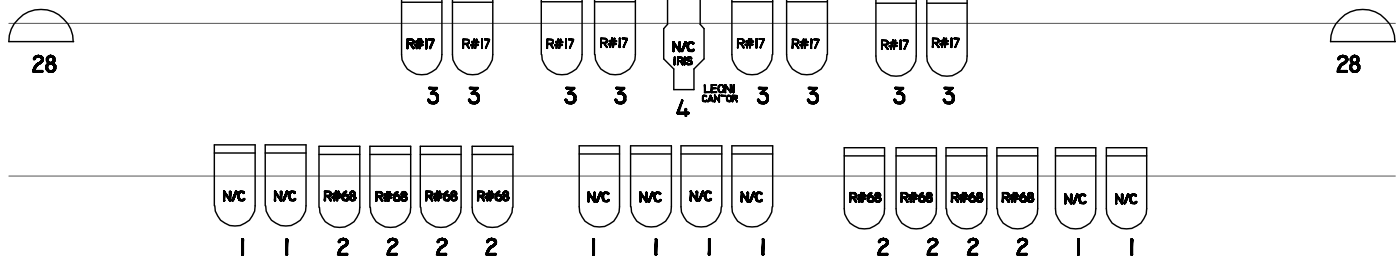 R#17 R#17 R#17 R#17 N/C R#17 R#17 R#17 R#17
IRIS
28 28
3 3 3 3 LEONI 3 3 3 3
4
N/C N/C R#68 R#68 R#68 R#68 N/C N/C N/C N/C R#68 R#68 R#68 R#68 N/C N/C
1 1 2 2 2 2 1 1 1 1 2 2 2 2 1 1